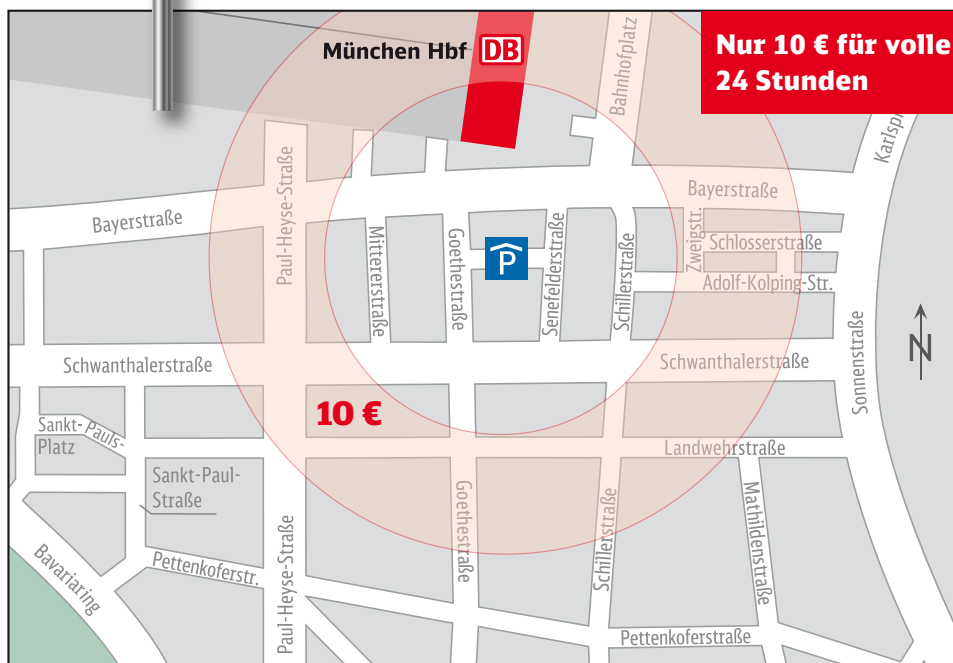 München Hbf DB
Nur 10 € für volle
24 Stunden
Bahnhofplatz
Paul-Heyse-Straße
Bayerstraße
Bayerstraße
Mittererstraße
Goethestraße
P
Senefelderstraße
Schillerstraße
Zweigstr.
Schlosserstraße
Adolf-Kolping-Str.
Sonnenstraße
N
Schwanthalerstraße
Schwanthalerstraße
10 €
Sankt-Pauls-
Platz
Landwehrstraße
Sankt-Paul-
Straße
Goethestraße
Schillerstraße
Mathildenstraße
Paul-Heyse-Straße
Bavariaring
Pettenkoferstr.
Pettenkoferstraße